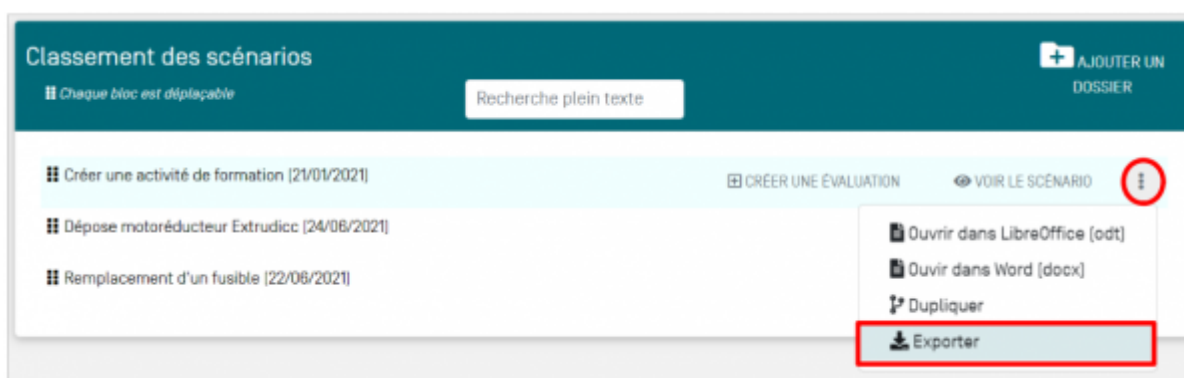 Classement des scénarios
AJOUTER UN
DOSSIER
Chaque bloc est déplaçable
Recherche plein texte
Créer une activité de formation (21/01/2021)
CRÉER UNE ÉVALUATION
VOIR LE SCÉNARIO
Dépose motoréducteur Extrudicc (24/06/2021)
Remplacement d'un fusible (22/06/2021)
Ouvrir dans LibreOffice (odt)
Ouvir dans Word (docx)
Dupliquer
Exporter